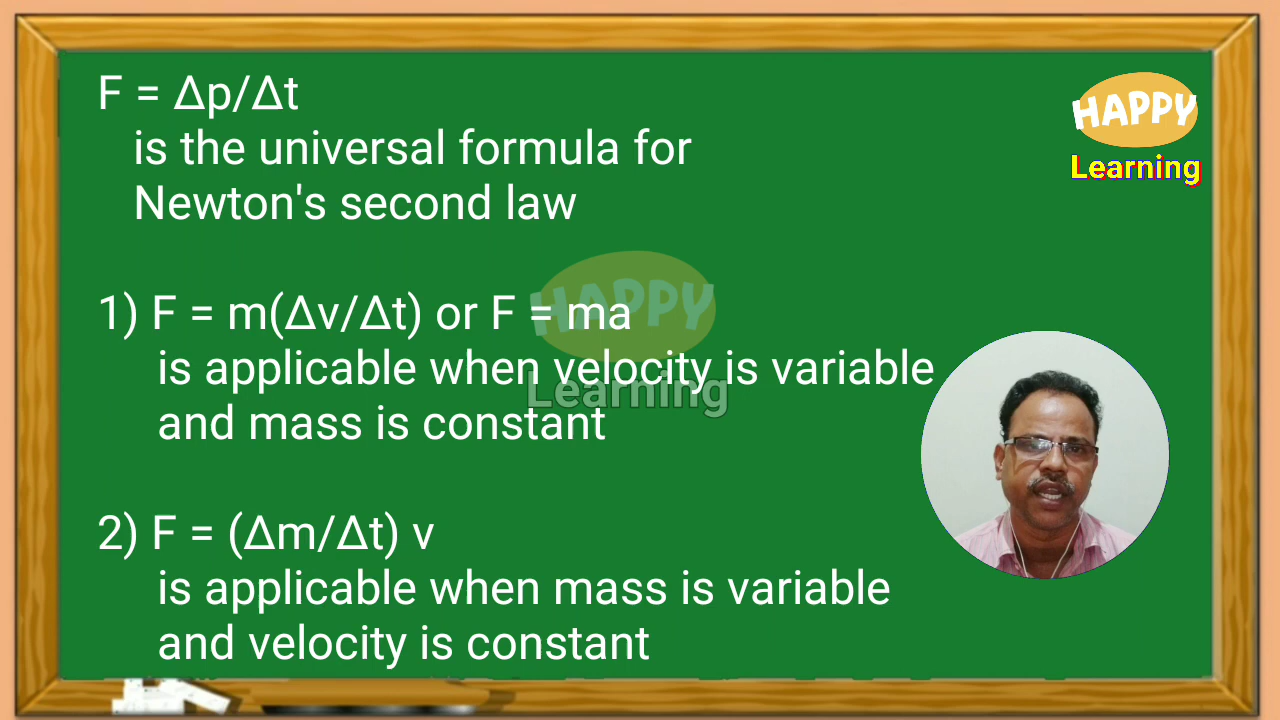 F = Δp/Δt
is the universal formula for
Newton's second law
HAPPY
Learning
1) F = m(Δv/Δt) or F = ma
is applicable when velocity is variable
and mass is constant
HAPPY
Learning
2) F = (Δm/Δt) v
is applicable when mass is variable
and velocity is constant